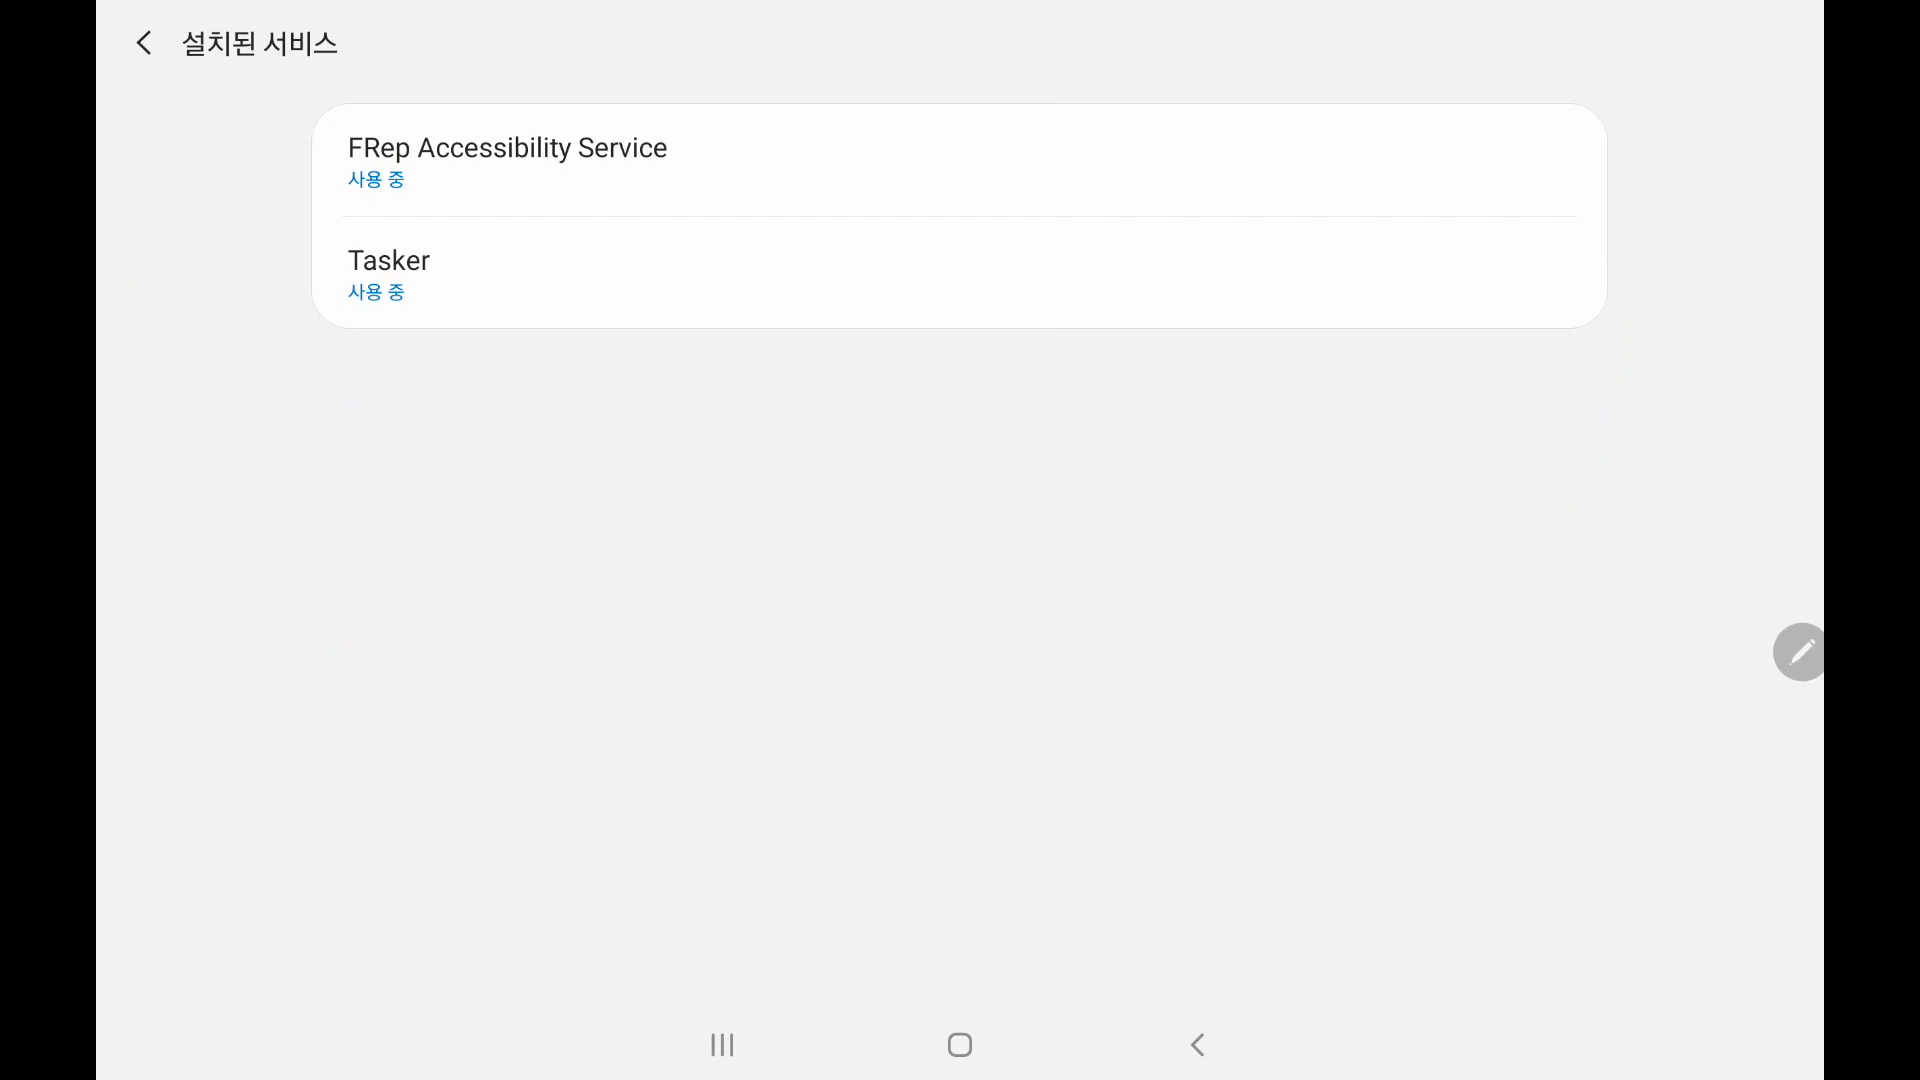 설치된 서비스
FRep Accessibility Service
사용 중
Tasker
사용 중